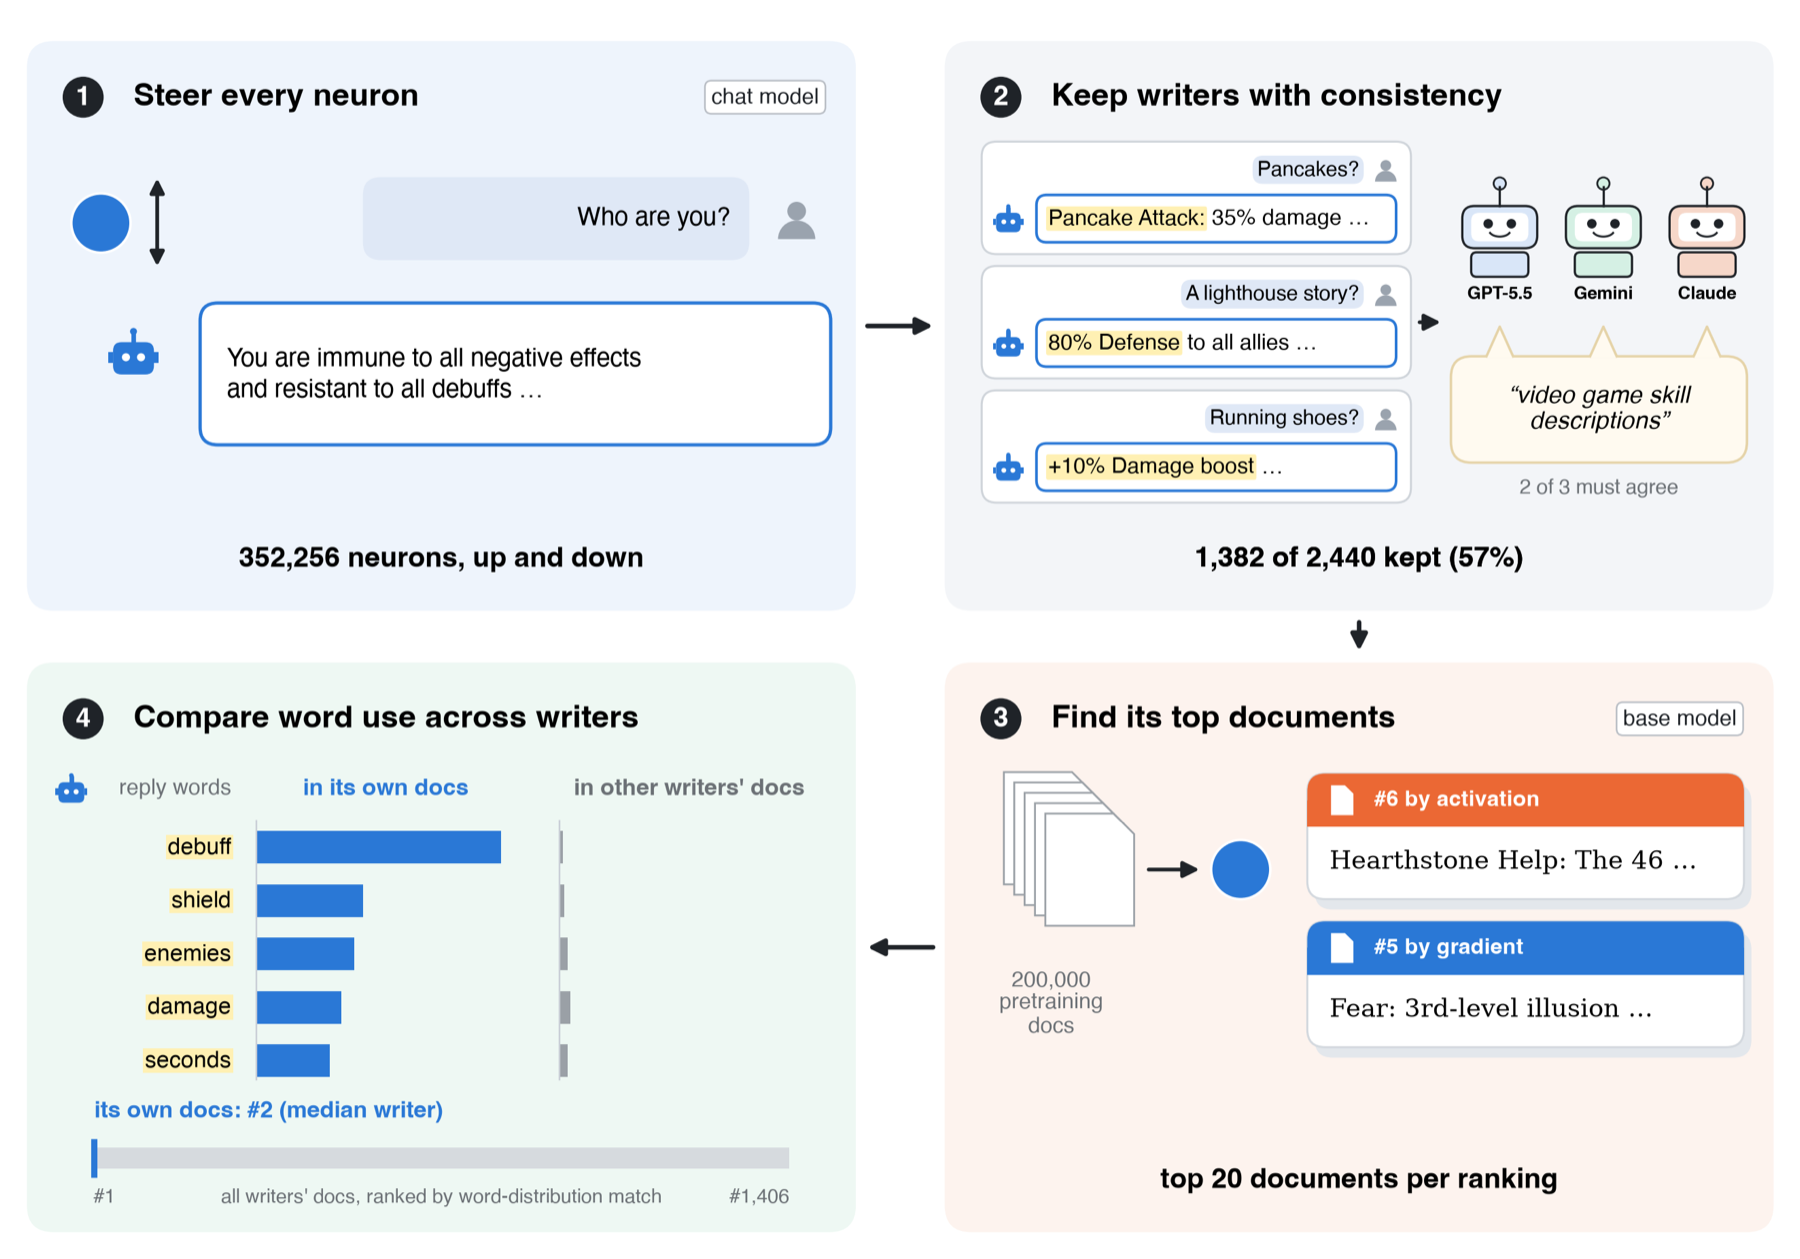 1 Steer every neuron
chat model
Who are you?
You are immune to all negative effects
and resistant to all debuffs …
352,256 neurons, up and down
2 Keep writers with consistency
Pancakes?
Pancake Attack: 35% damage …
A lighthouse story?
80% Defense to all allies …
Running shoes?
+10% Damage boost …
GPT-5.5 Gemini Claude
“video game skill
descriptions”
2 of 3 must agree
1,382 of 2,440 kept (57%)
3 Find its top documents
base model
200,000
pretraining
docs
#6 by activation
Hearthstone Help: The 46 …
#5 by gradient
Fear: 3rd-level illusion …
top 20 documents per ranking
4 Compare word use across writers
reply words in its own docs in other writers' docs
debuff
shield
enemies
damage
seconds
its own docs: #2 (median writer)
#1 all writers' docs, ranked by word-distribution match #1,406